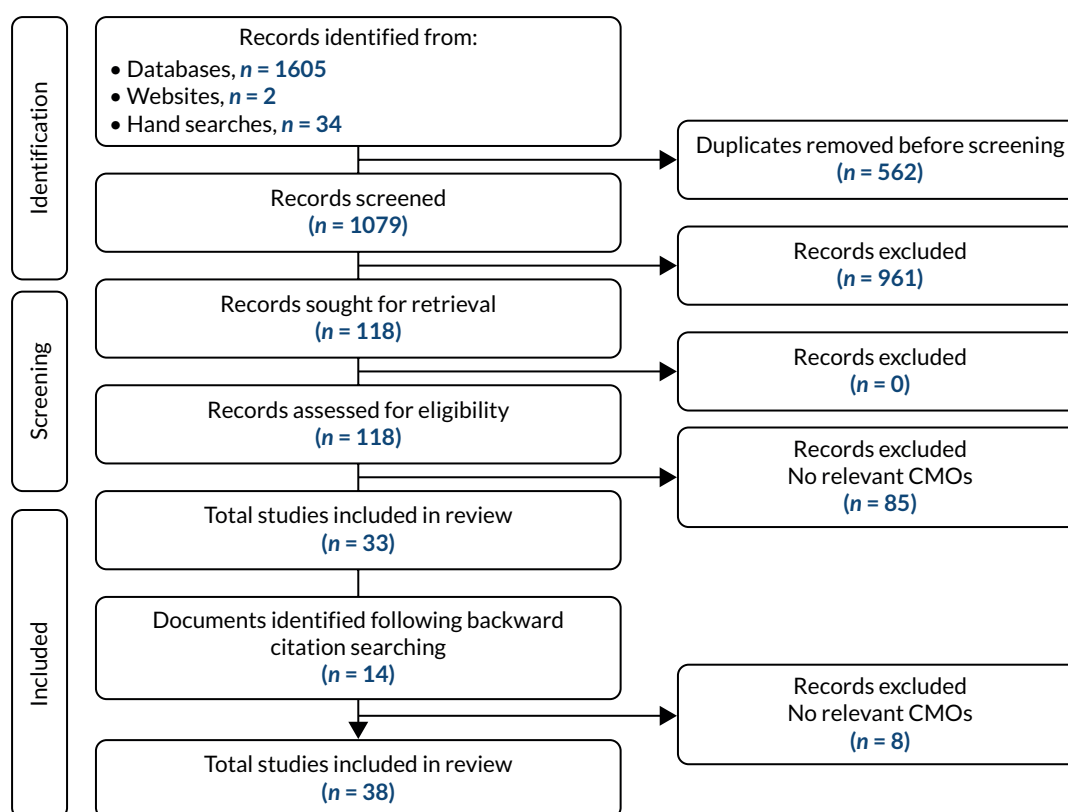 Identification
Records identified from:
• Databases, n = 1605
• Websites, n = 2
• Hand searches, n = 34
Duplicates removed before screening
(n = 562)
Records screened
(n = 1079)
Records excluded
(n = 961)
Screening
Records sought for retrieval
(n = 118)
Records excluded
(n = 0)
Records assessed for eligibility
(n = 118)
Records excluded
No relevant CMOs
(n = 85)
Included
Total studies included in review
(n = 33)
Documents identified following backward
citation searching
(n = 14)
Records excluded
No relevant CMOs
(n = 8)
Total studies included in review
(n = 38)